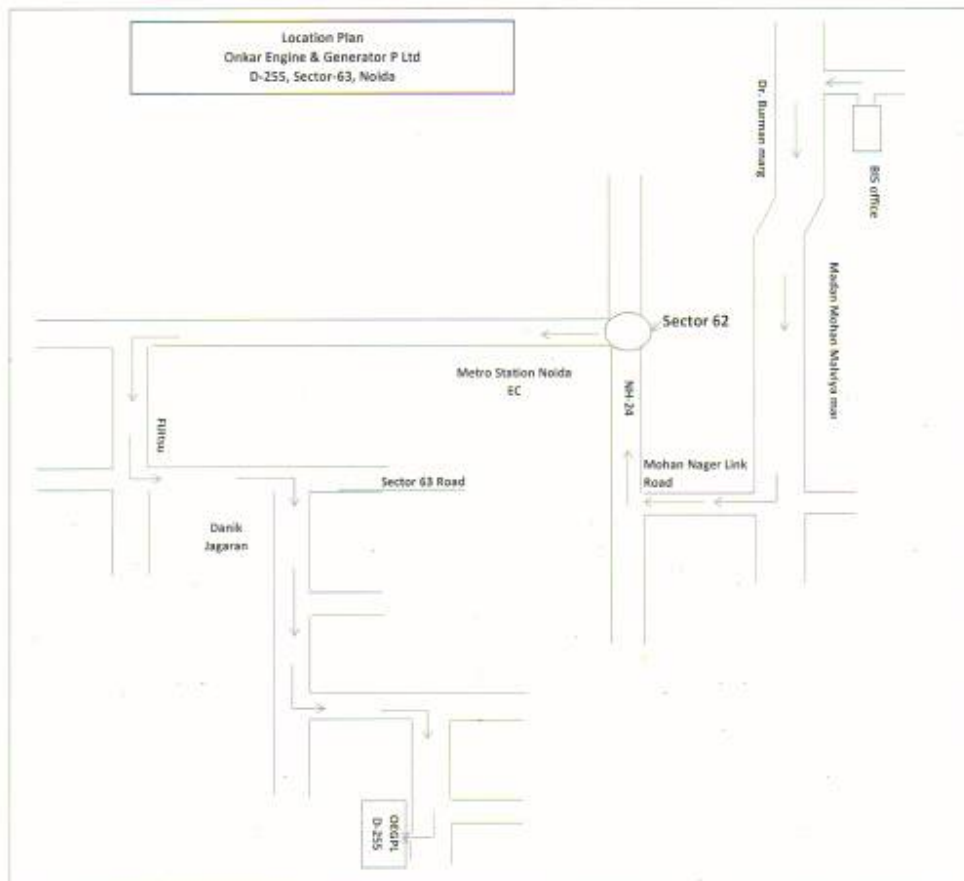 Location Plan
Onkar Engine & Generator P Ltd
D-255, Sector-63, Noida
Dr. Burman marg
BIS office
Madan Mohan Malviya mar
Sector 62
Metro Station Noida
EC
NH-24
Mohan Nager Link
Road
Fijitsu
Sector 63 Road
Danik
Jagaran
OEGPL
D-255